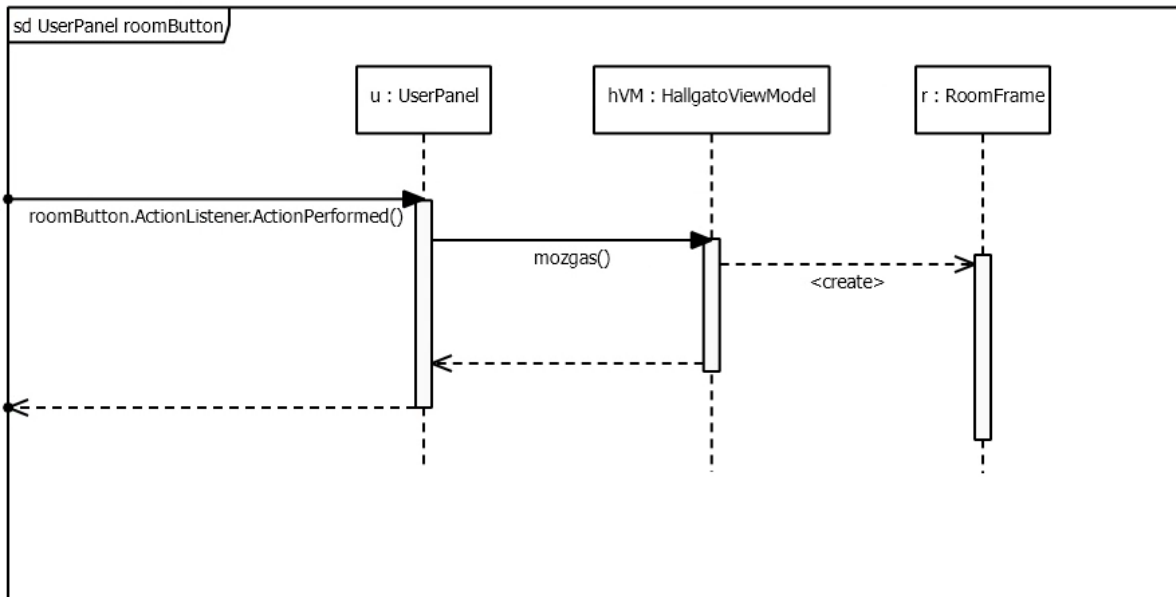 sd UserPanel roomButton
u : UserPanel
hVM : HallgatoViewModel
r : RoomFrame
roomButton.ActionListener.ActionPerformed()
mozgas()
<create>